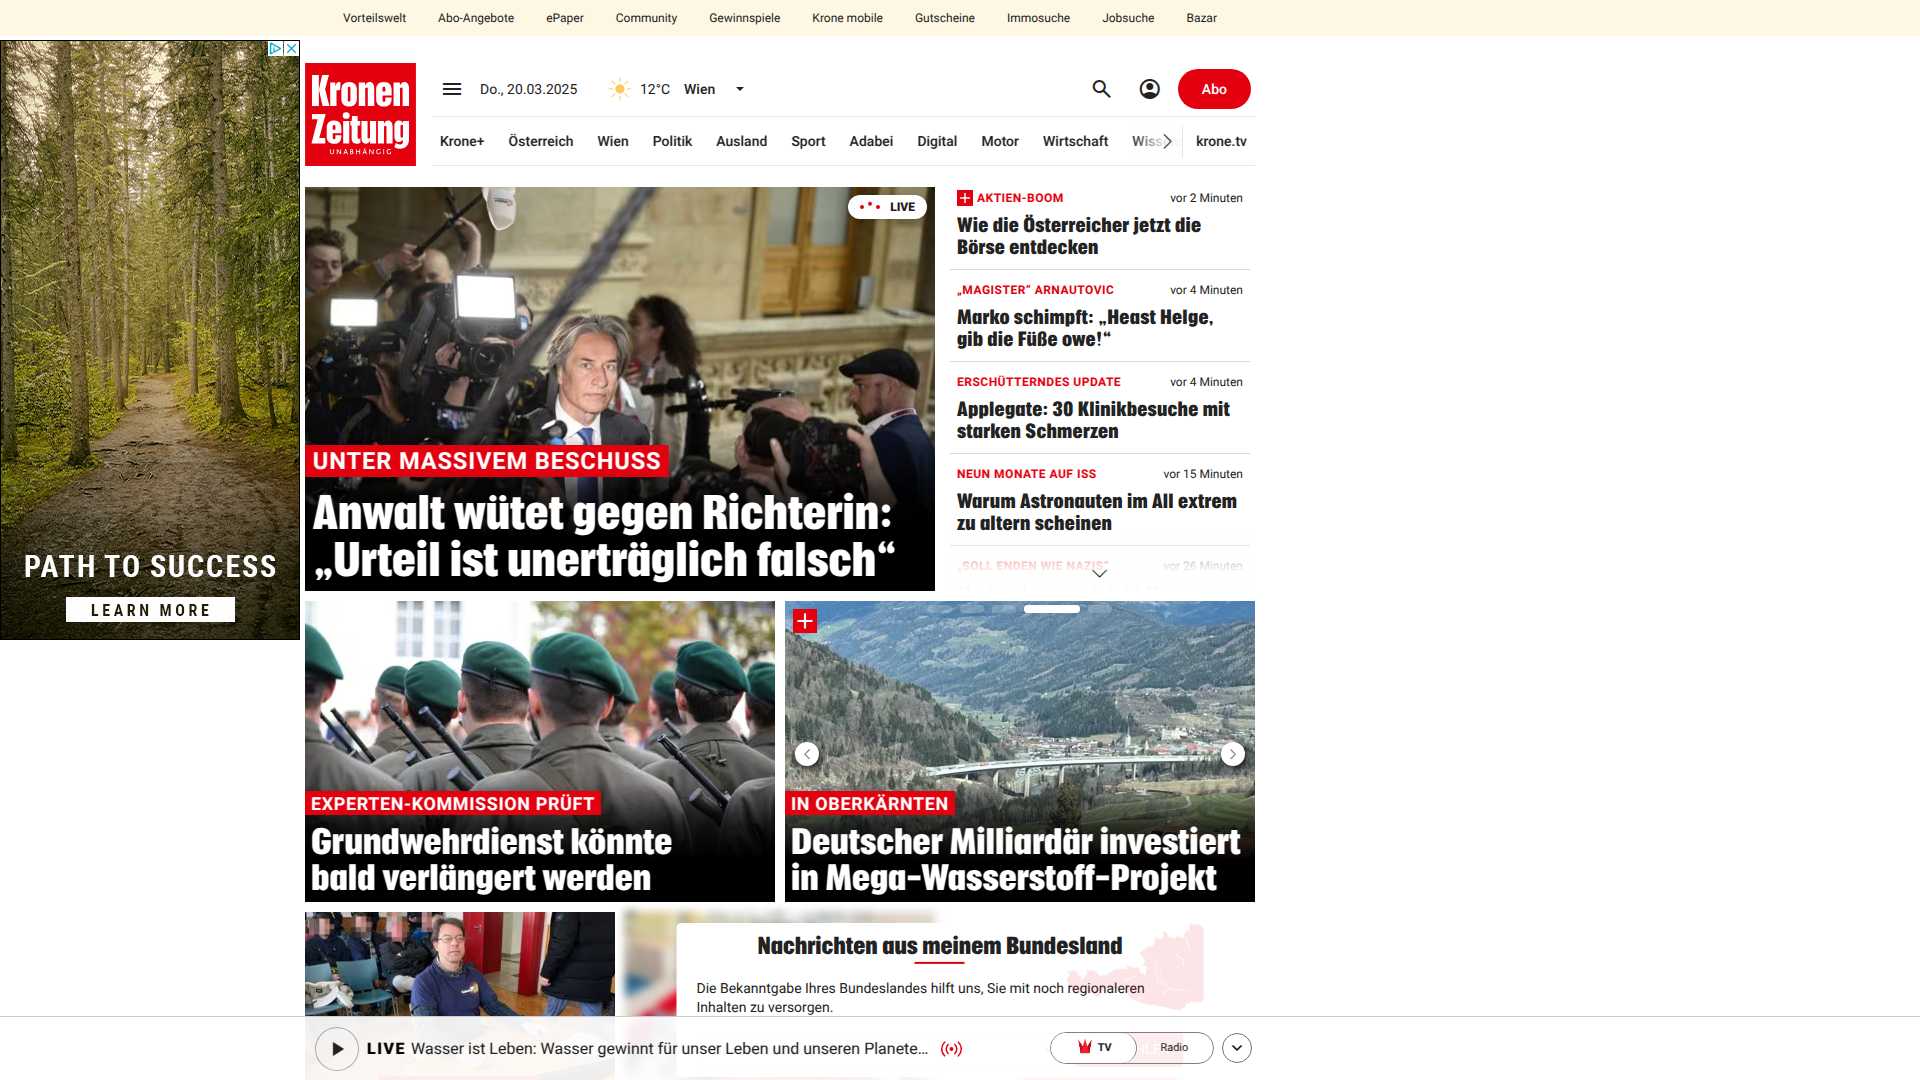 Vorteilswelt Abo-Angebote ePaper Community Gewinnspiele Krone mobile Gutscheine Immosuche Jobsuche Bazar
Kronen
Zeitung
UNABHÄNGIG
Do., 20.03.2025 12°C Wien Abo
Krone+ Österreich Wien Politik Ausland Sport Adabei Digital Motor Wirtschaft Wiss krone.tv
PATH TO SUCCESS
LEARN MORE
LIVE
UNTER MASSIVEM BESCHUSS
Anwalt wütet gegen Richterin:
„Urteil ist unerträglich falsch“
AKTIEN-BOOM vor 2 Minuten
Wie die Österreicher jetzt die
Börse entdecken
„MAGISTER“ ARNAUTOVIC vor 4 Minuten
Marko schimpft: „Heast Helge,
gib die Füße owe!“
ERSCHÜTTERNDES UPDATE vor 4 Minuten
Applegate: 30 Klinikbesuche mit
starken Schmerzen
NEUN MONATE AUF ISS vor 15 Minuten
Warum Astronauten im All extrem
zu altern scheinen
„SOLL ENDEN WIE NAZIS“ vor 26 Minuten
EXPERTEN-KOMMISSION PRÜFT
Grundwehrdienst könnte
bald verlängert werden
IN OBERKÄRNTEN
Deutscher Milliardär investiert
in Mega-Wasserstoff-Projekt
Nachrichten aus meinem Bundesland
Die Bekanntgabe Ihres Bundeslandes hilft uns, Sie mit noch regionaleren
Inhalten zu versorgen.
LIVE Wasser ist Leben: Wasser gewinnt für unser Leben und unseren Planete... TV Radio